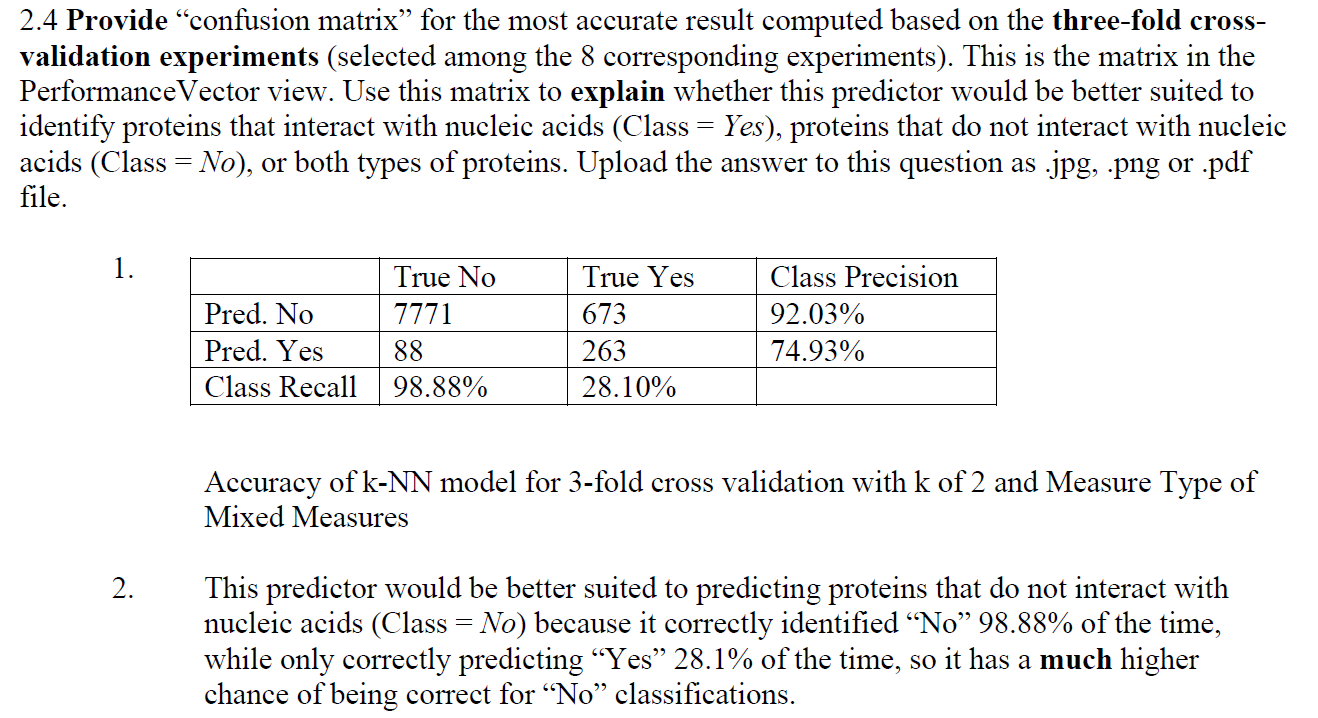 2.4 Provide “confusion matrix” for the most accurate result computed based on the three-fold cross-
validation experiments (selected among the 8 corresponding experiments). This is the matrix in the
PerformanceVector view. Use this matrix to explain whether this predictor would be better suited to
identify proteins that interact with nucleic acids (Class = Yes), proteins that do not interact with nucleic
acids (Class = No), or both types of proteins. Upload the answer to this question as .jpg, .png or .pdf
file.
1.
True No True Yes Class Precision
Pred. No 7771 673 92.03%
Pred. Yes 88 263 74.93%
Class Recall 98.88% 28.10%
Accuracy of k-NN model for 3-fold cross validation with k of 2 and Measure Type of
Mixed Measures
2. This predictor would be better suited to predicting proteins that do not interact with
nucleic acids (Class = No) because it correctly identified “No” 98.88% of the time,
while only correctly predicting “Yes” 28.1% of the time, so it has a much higher
chance of being correct for “No” classifications.